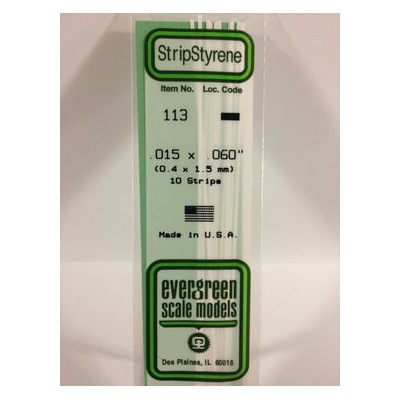 StripStyrene
Item No. Loc. Code
113
.015 x .060"
(0.4 x 1.5 mm)
10 Strips
Made in U.S.A.
evergreen
scale models
Des Plaines, IL 60016